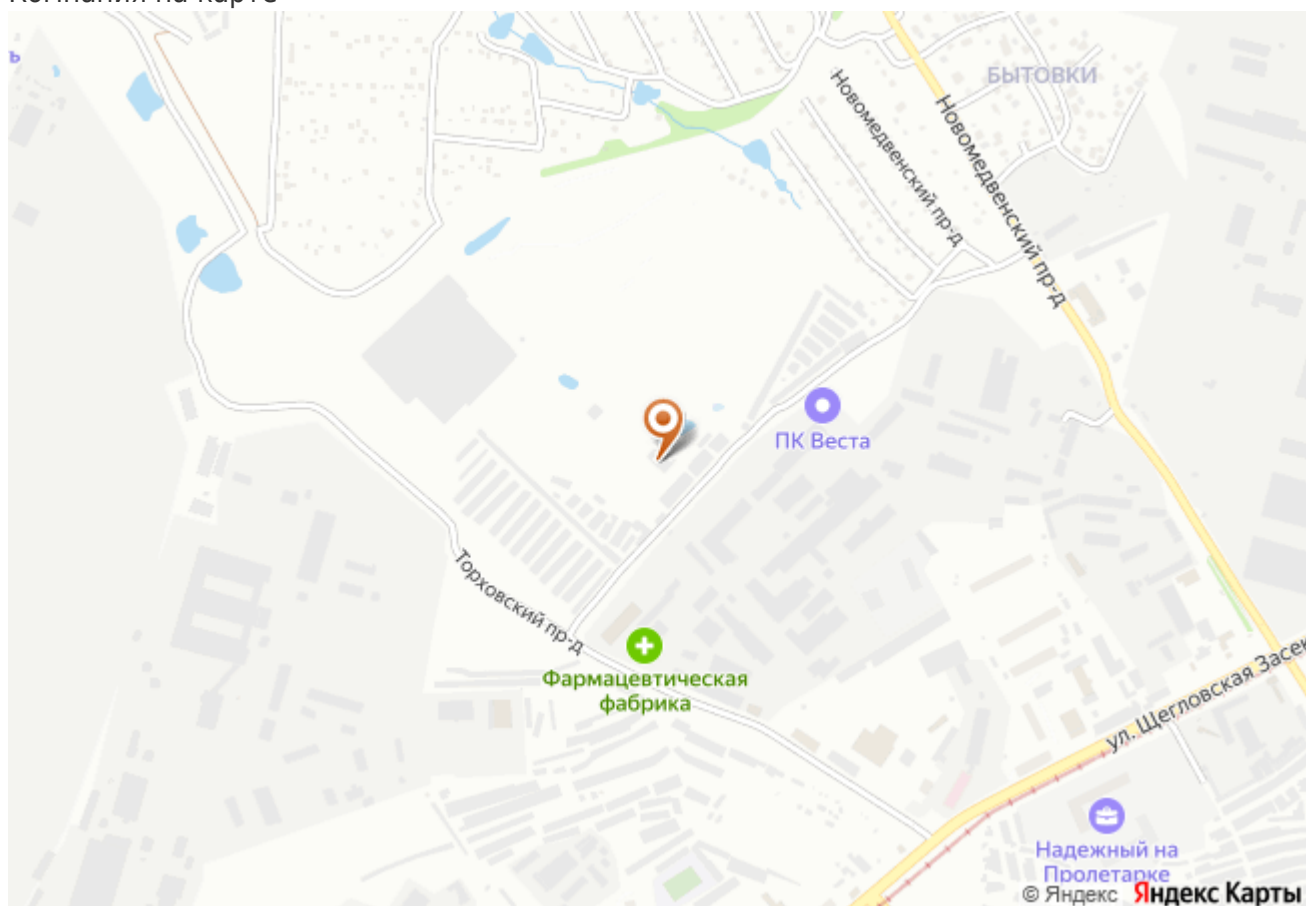 Компания на карте
ь
БЫТОВКИ
Новомедвенский пр-д
Новомедвенский пр-д
ПК Веста
Торховский пр-д
Фармацевтическая
фабрика
ул. Щегловская Засек
Надежный на
Пролетарке
© Яндекс Яндекс Карты